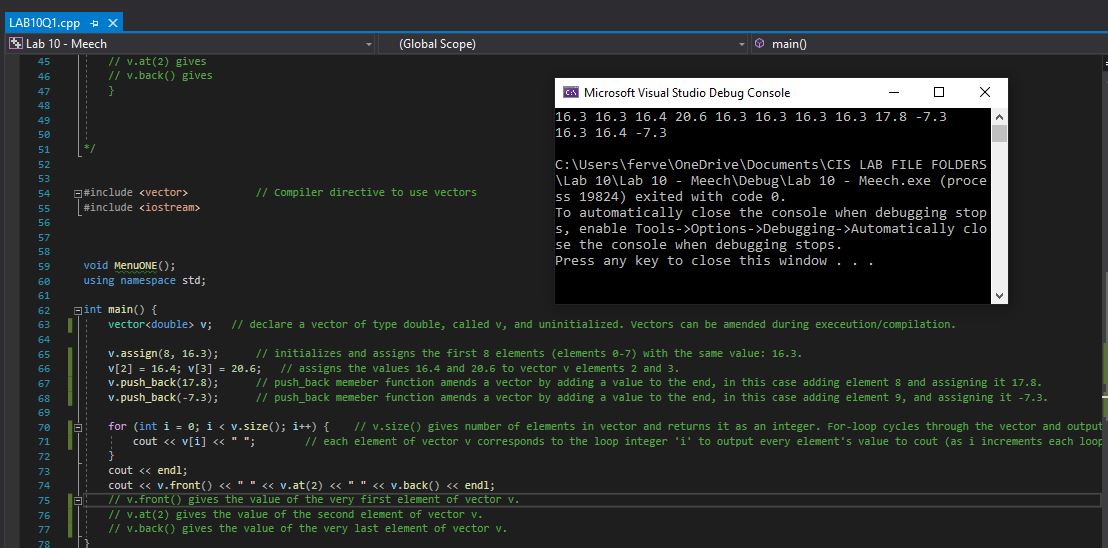 LAB10Q1.cpp
Lab 10 - Meech (Global Scope) main()
45 // v.at(2) gives
46 // v.back() gives
47 }
48
49
50
51 */
52
53
54 #include <vector> // Compiler directive to use vectors
55 #include <iostream>
56
57
58
59 void MenuONE();
60 using namespace std;
61
62 int main() {
63 vector<double> v; // declare a vector of type double, called v, and uninitialized. Vectors can be amended during execeution/compilation.
64
65 v.assign(8, 16.3); // initializes and assigns the first 8 elements (elements 0-7) with the same value: 16.3.
66 v[2] = 16.4; v[3] = 20.6; // assigns the values 16.4 and 20.6 to vector v elements 2 and 3.
67 v.push_back(17.8); // push_back memeber function amends a vector by adding a value to the end, in this case adding element 8 and assigning it 17.8.
68 v.push_back(-7.3); // push_back memeber function amends a vector by adding a value to the end, in this case adding element 9, and assigning it -7.3.
69
70 for (int i = 0; i < v.size(); i++) { // v.size() gives number of elements in vector and returns it as an integer. For-loop cycles through the vector and output
71 cout << v[i] << " "; // each element of vector v corresponds to the loop integer 'i' to output every element's value to cout (as i increments each loop
72 }
73 cout << endl;
74 cout << v.front() << " " << v.at(2) << " " << v.back() << endl;
75 // v.front() gives the value of the very first element of vector v.
76 // v.at(2) gives the value of the second element of vector v.
77 // v.back() gives the value of the very last element of vector v.
78 }
Microsoft Visual Studio Debug Console
16.3 16.3 16.4 20.6 16.3 16.3 16.3 16.3 17.8 -7.3
16.3 16.4 -7.3
C:\Users\ferve\OneDrive\Documents\CIS LAB FILE FOLDERS
\Lab 10\Lab 10 - Meech\Debug\Lab 10 - Meech.exe (proce
ss 19824) exited with code 0.
To automatically close the console when debugging stop
s, enable Tools->Options->Debugging->Automatically clo
se the console when debugging stops.
Press any key to close this window . . .